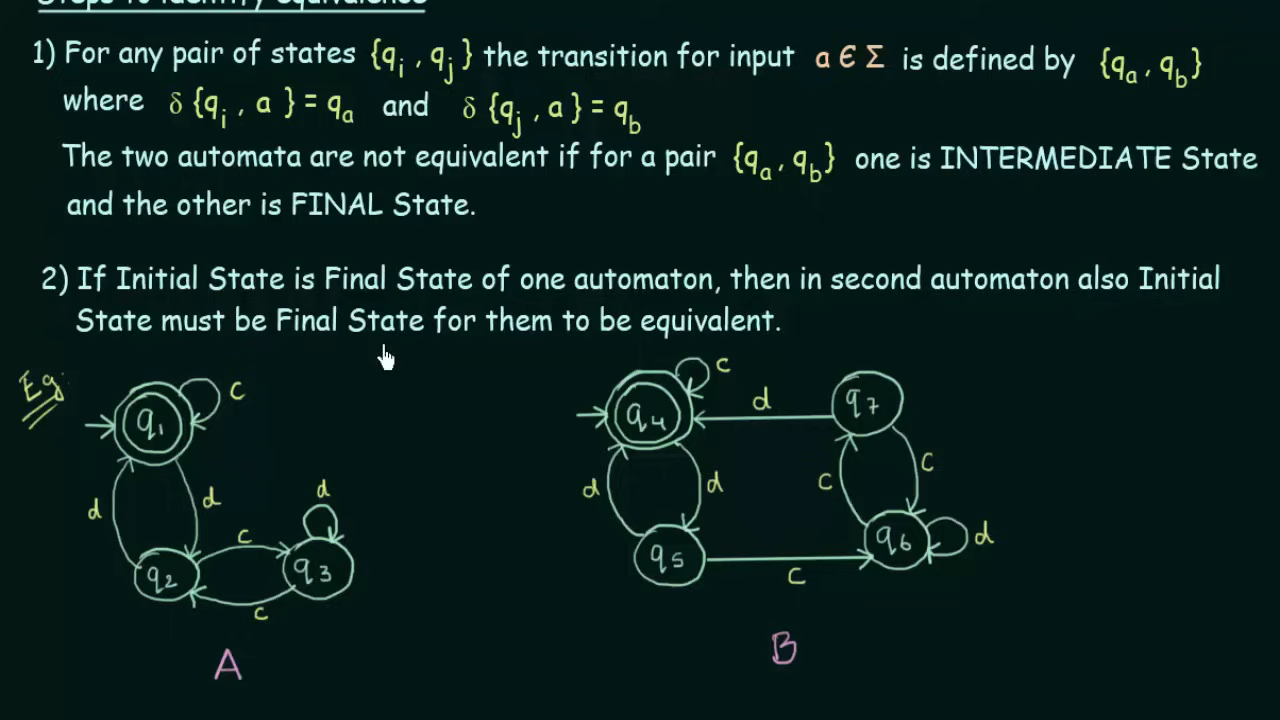 Steps to identify equivalence
1) For any pair of states {qi , qj } the transition for input a ∈ Σ is defined by {qa , qb}
where δ {qi , a } = qa and δ {qj , a } = qb
The two automata are not equivalent if for a pair {qa , qb} one is INTERMEDIATE State
and the other is FINAL State.
2) If Initial State is Final State of one automaton, then in second automaton also Initial
State must be Final State for them to be equivalent.
Eg:
q1
c
d
d
q2
c
c
d
q3
A
q4
c
d
q7
d
d
c
c
q5
c
q6
d
B